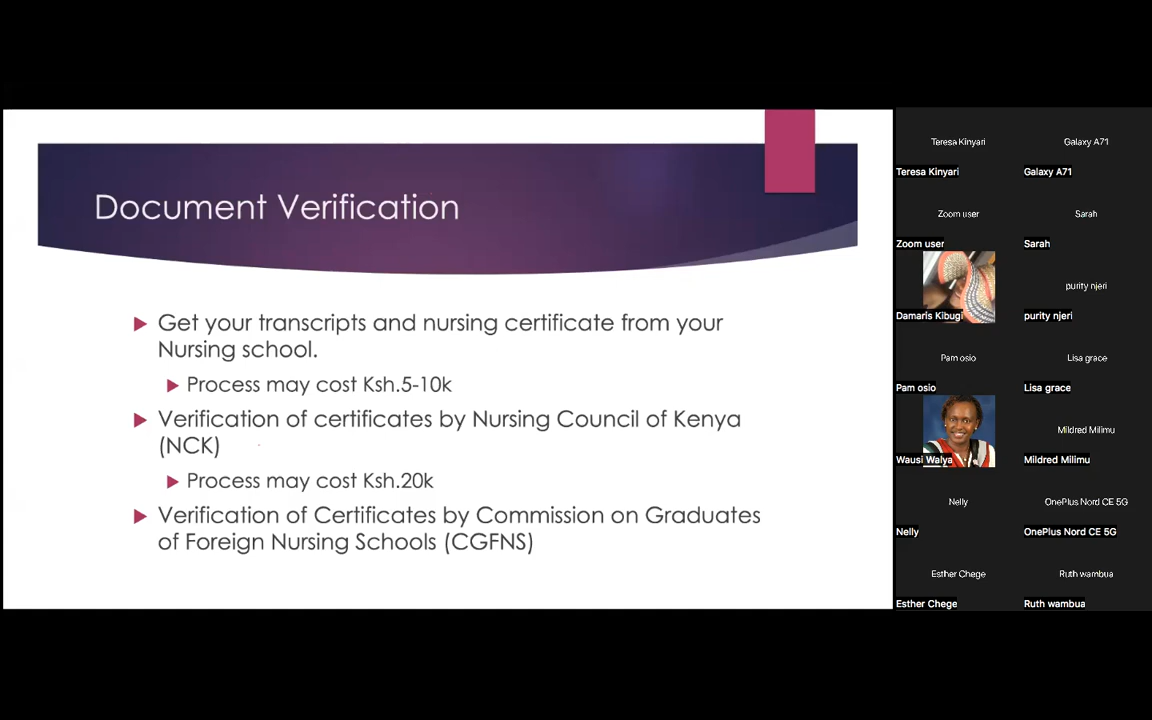 Document Verification
Get your transcripts and nursing certificate from your
Nursing school.
Process may cost Ksh.5-10k
Verification of certificates by Nursing Council of Kenya
(NCK)
Process may cost Ksh.20k
Verification of Certificates by Commission on Graduates
of Foreign Nursing Schools (CGFNS)
Teresa Kinyari
Galaxy A71
Teresa Kinyari
Galaxy A71
Zoom user
Sarah
Zoom user
Sarah
purity njeri
Damaris Kibugi
purity njeri
Pam osio
Lisa grace
Pam osio
Lisa grace
Mildred Milimu
Wausi Walya
Mildred Milimu
Nelly
OnePlus Nord CE 5G
Nelly
OnePlus Nord CE 5G
Esther Chege
Ruth wambua
Esther Chege
Ruth wambua